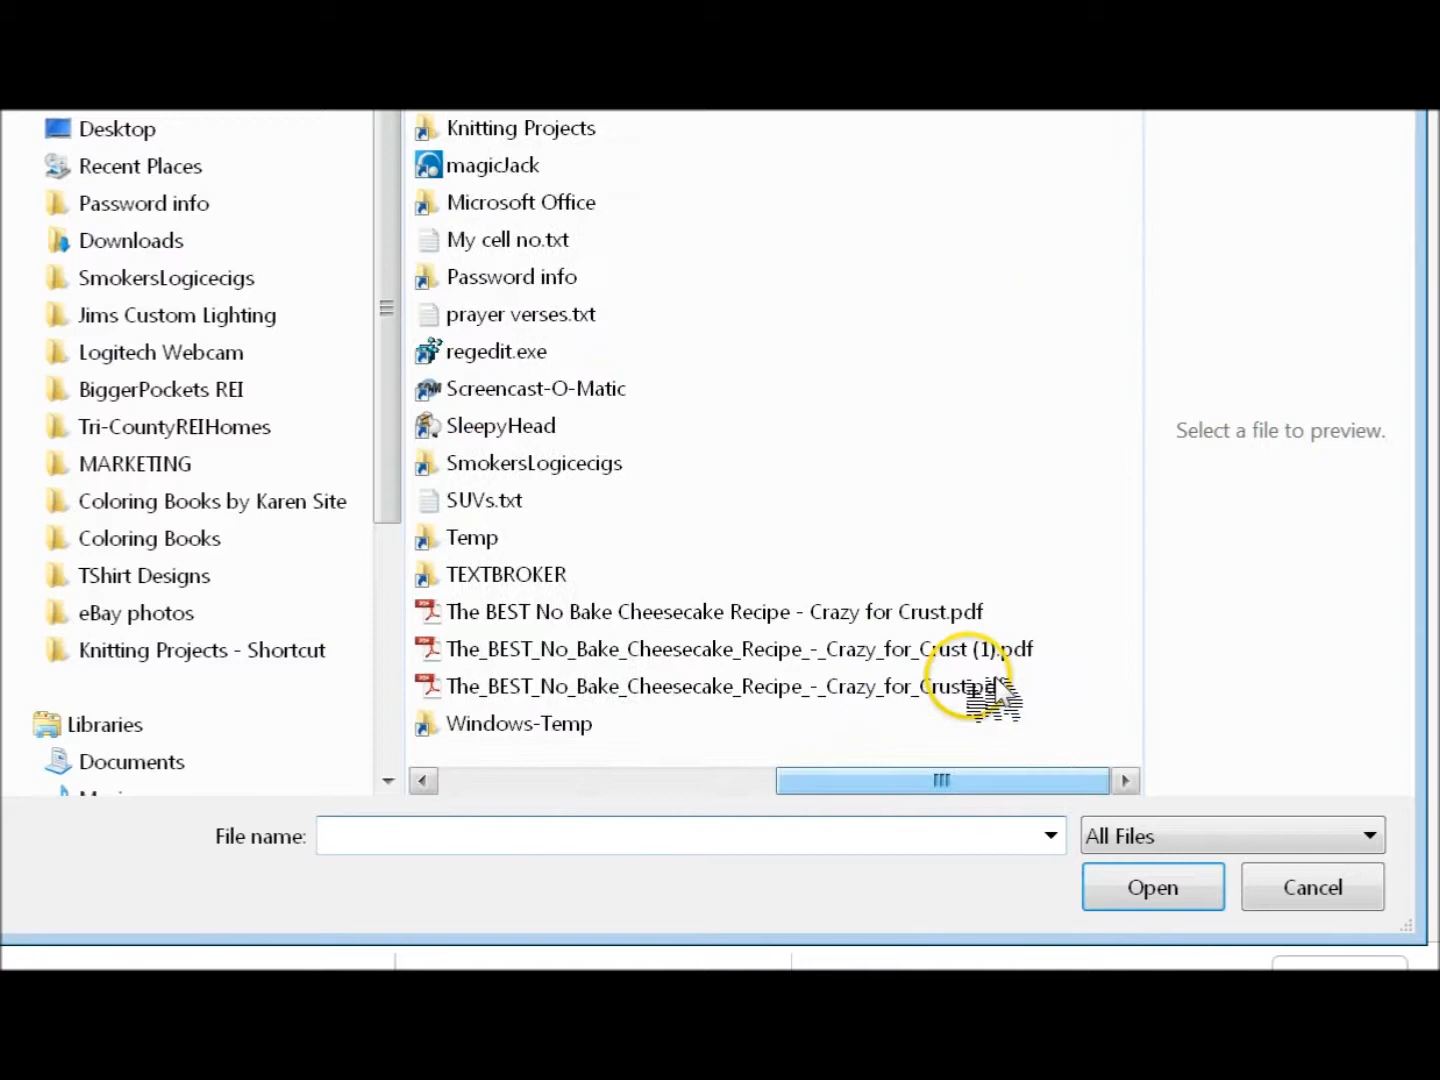 Desktop
Recent Places
Password info
Downloads
SmokersLogicecigs
Jims Custom Lighting
Logitech Webcam
BiggerPockets REI
Tri-CountyREIHomes
MARKETING
Coloring Books by Karen Site
Coloring Books
TShirt Designs
eBay photos
Knitting Projects - Shortcut
Libraries
Documents
Knitting Projects
magicJack
Microsoft Office
My cell no.txt
Password info
prayer verses.txt
regedit.exe
Screencast-O-Matic
SleepyHead
SmokersLogicecigs
SUVs.txt
Temp
TEXTBROKER
The BEST No Bake Cheesecake Recipe - Crazy for Crust.pdf
The_BEST_No_Bake_Cheesecake_Recipe_-_Crazy_for_Crust (1).pdf
The_BEST_No_Bake_Cheesecake_Recipe_-_Crazy_for_Crust.pdf
Windows-Temp
Select a file to preview.
File name:
All Files
Open
Cancel